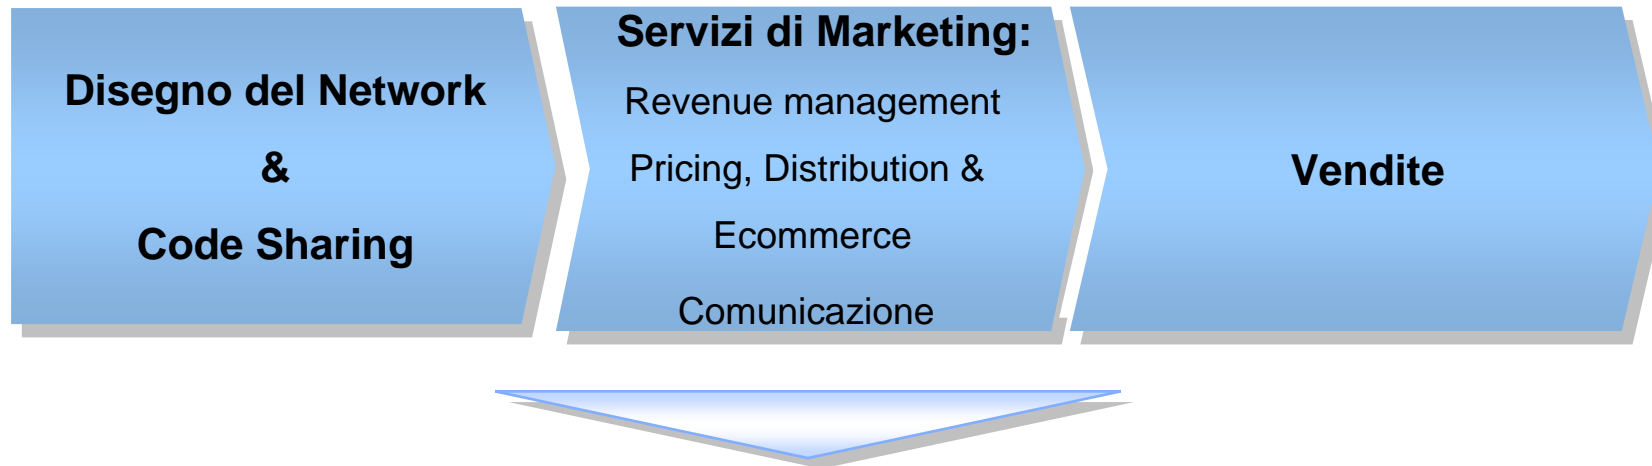 Disegno del Network
&
Code Sharing
Servizi di Marketing:
Revenue management
Pricing, Distribution &
Ecommerce
Comunicazione
Vendite